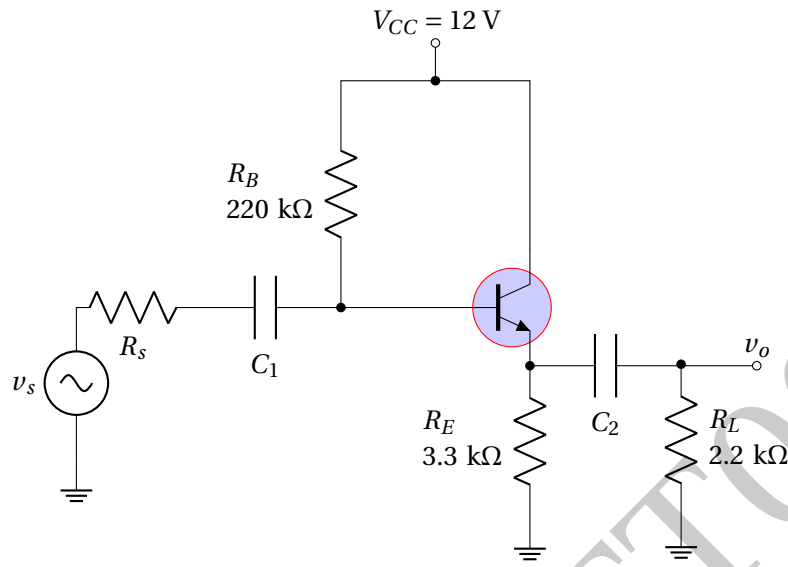 V_CC = 12 V
R_B
220 kΩ
R_s
C_1
v_s
v_o
R_E
3.3 kΩ
C_2
R_L
2.2 kΩ